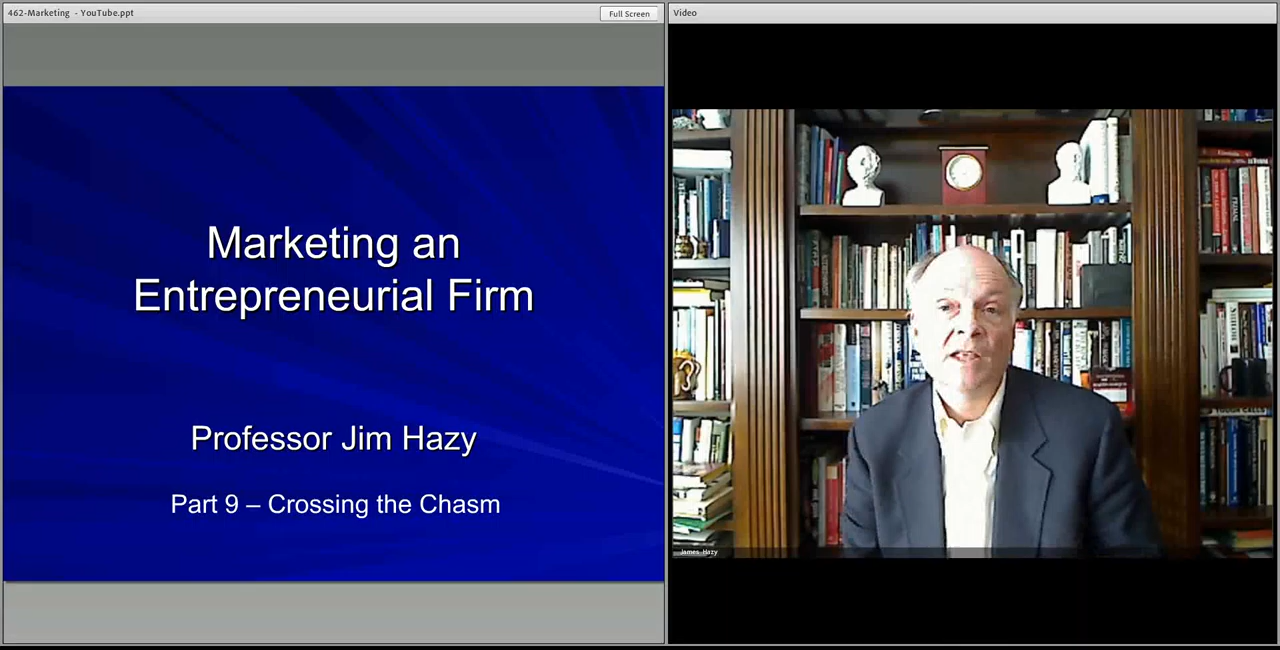 462-Marketing - YouTube.ppt
Full Screen
Video
Marketing an
Entrepreneurial Firm
Professor Jim Hazy
Part 9 – Crossing the Chasm
James Hazy